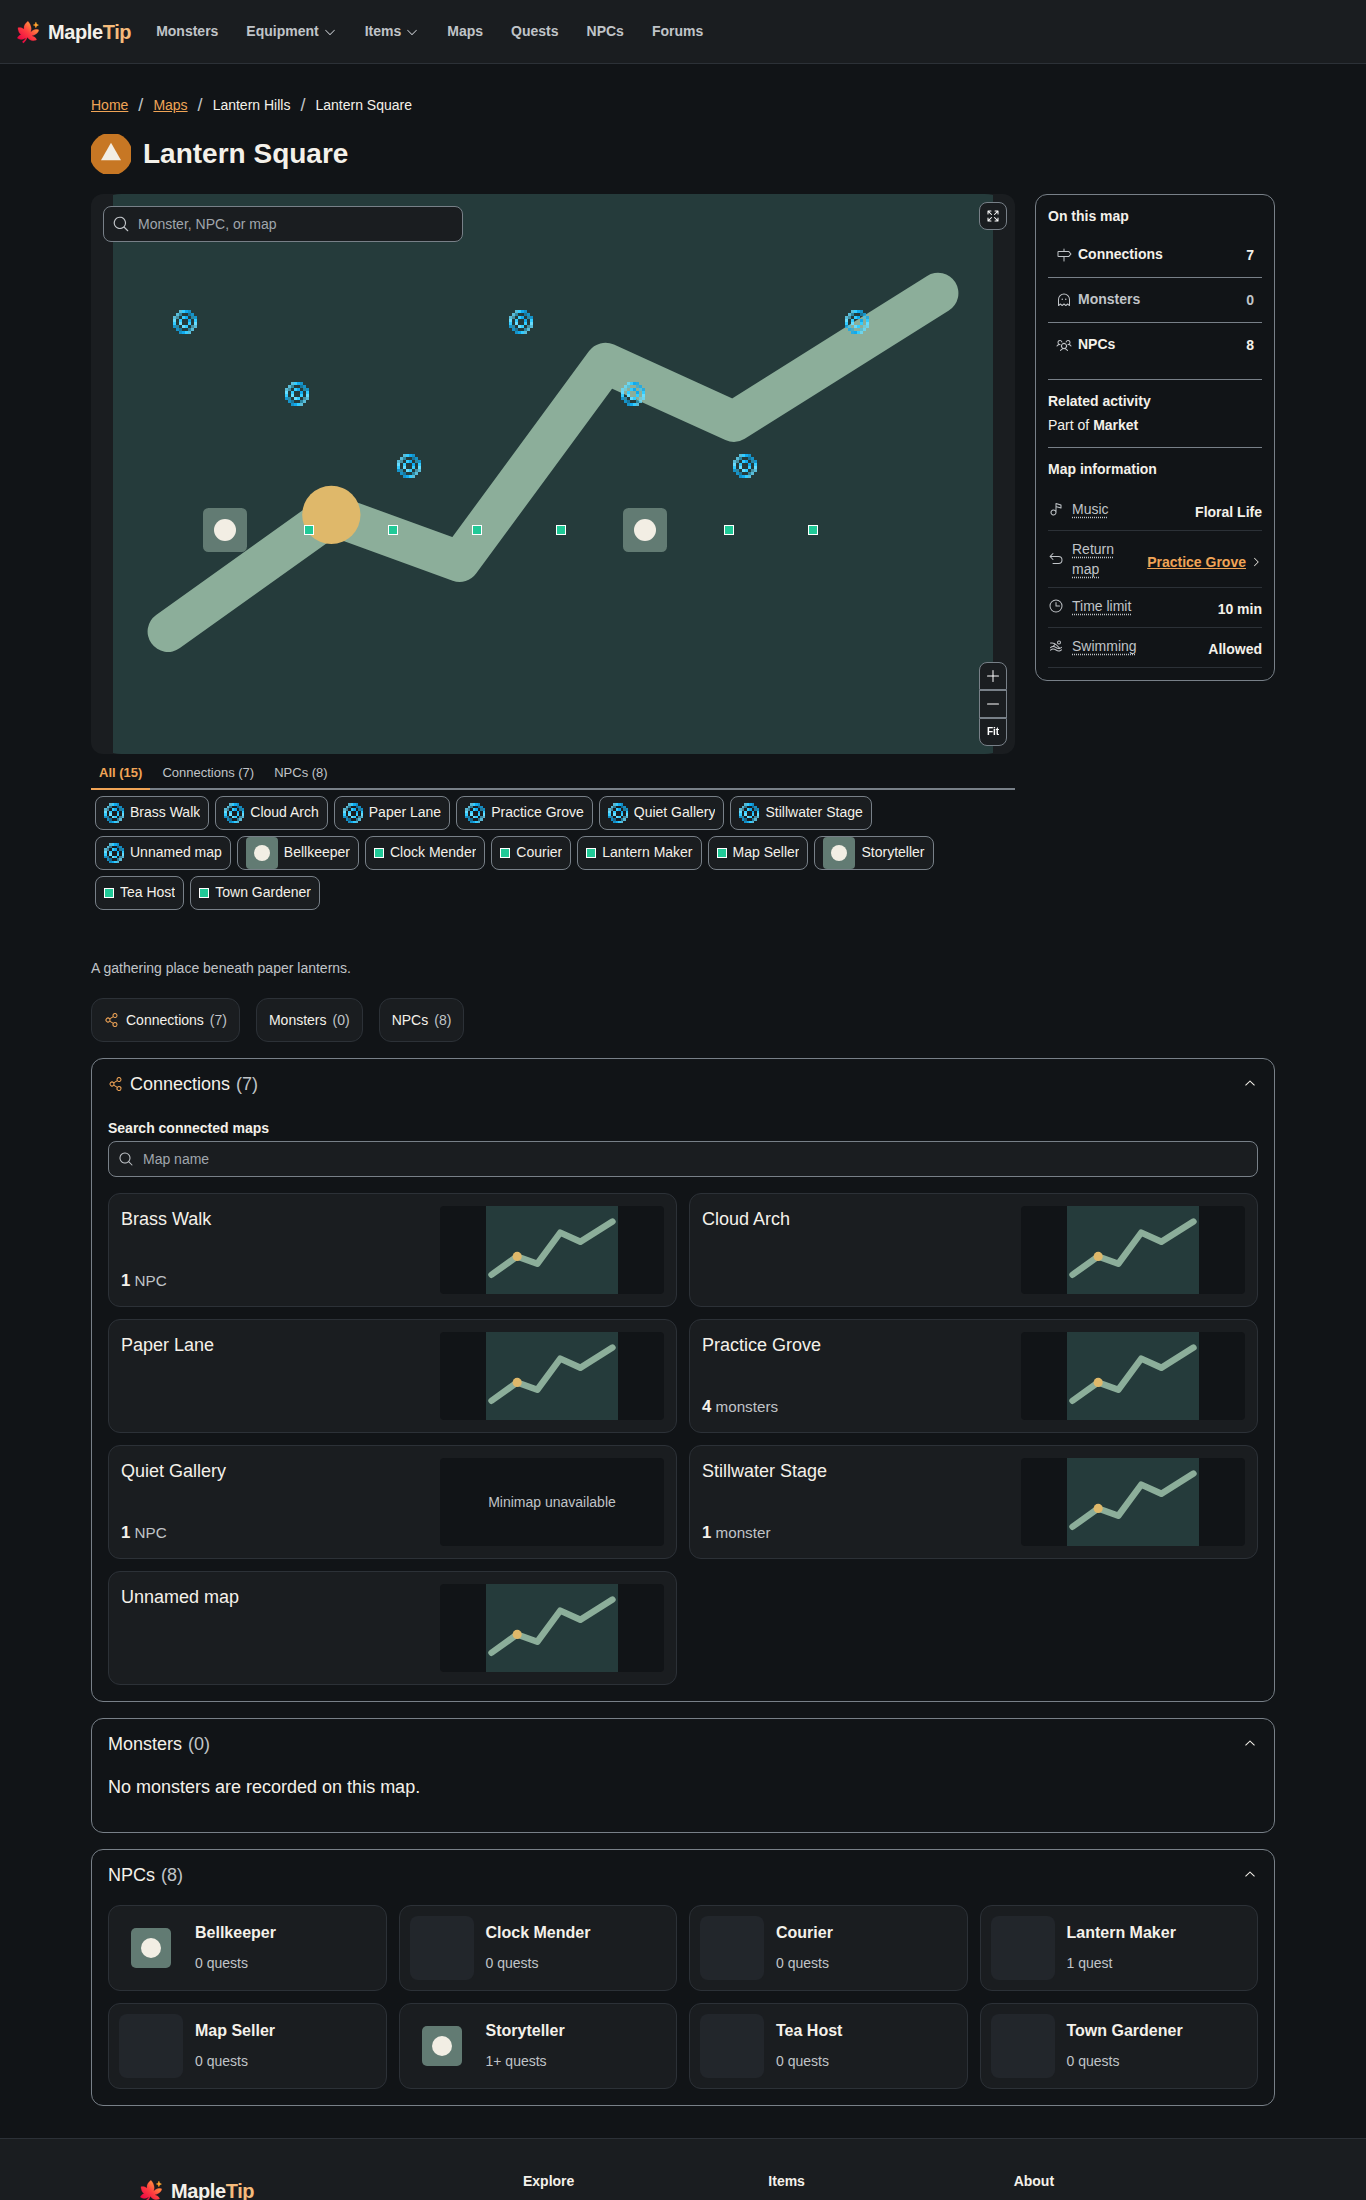 MapleTip
Monsters
Equipment
Items
Maps
Quests
NPCs
Forums
Home / Maps / Lantern Hills / Lantern Square
Lantern Square
Monster, NPC, or map
Fit
On this map
Connections 7
Monsters 0
NPCs 8
Related activity
Part of Market
Map information
Music Floral Life
Return map Practice Grove
Time limit 10 min
Swimming Allowed
All (15) Connections (7) NPCs (8)
Brass Walk Cloud Arch Paper Lane Practice Grove Quiet Gallery Stillwater Stage
Unnamed map Bellkeeper Clock Mender Courier Lantern Maker Map Seller Storyteller
Tea Host Town Gardener
A gathering place beneath paper lanterns.
Connections (7) Monsters (0) NPCs (8)
Connections (7)
Search connected maps
Map name
Brass Walk
1 NPC
Cloud Arch
Paper Lane
Practice Grove
4 monsters
Quiet Gallery
1 NPC
Minimap unavailable
Stillwater Stage
1 monster
Unnamed map
Monsters (0)
No monsters are recorded on this map.
NPCs (8)
Bellkeeper
0 quests
Clock Mender
0 quests
Courier
0 quests
Lantern Maker
1 quest
Map Seller
0 quests
Storyteller
1+ quests
Tea Host
0 quests
Town Gardener
0 quests
MapleTip
Explore
Items
About